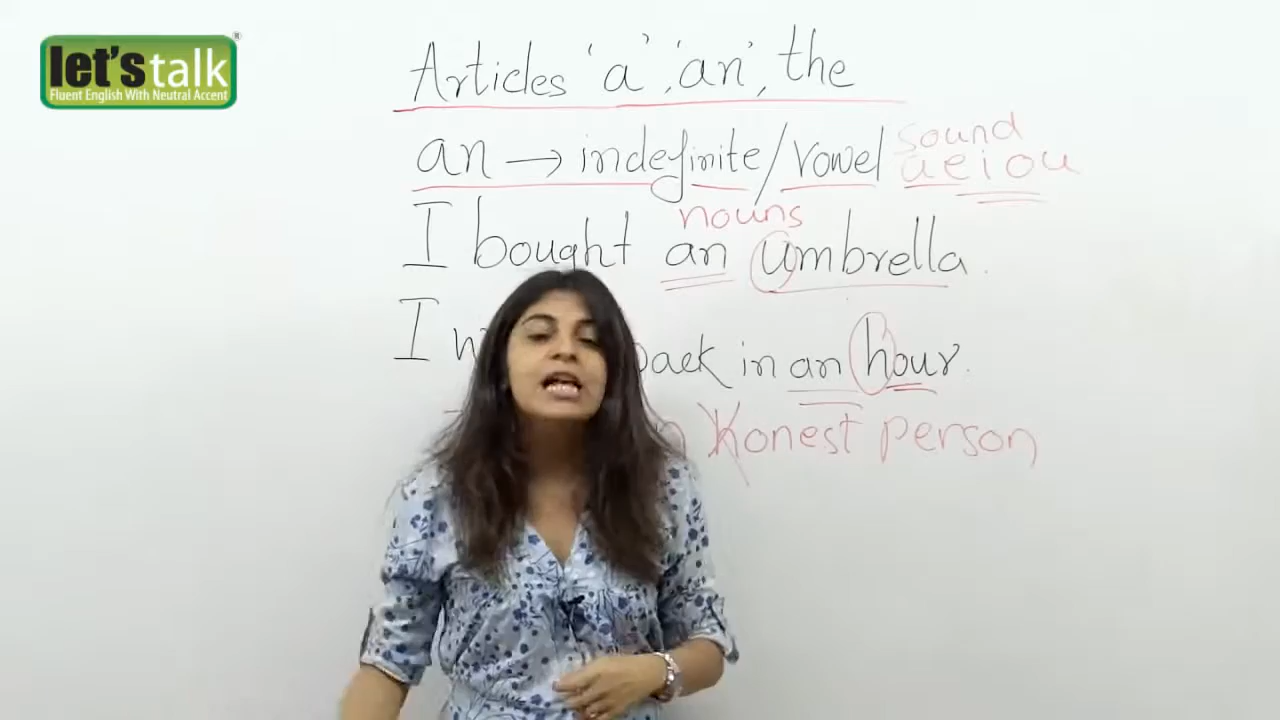 let's talk ®
Fluent English With Neutral Accent
Articles 'a', 'an', the
an → indefinite/vowel sound
a e i o u
nouns
I bought an umbrella.
I back in an hour.
honest person